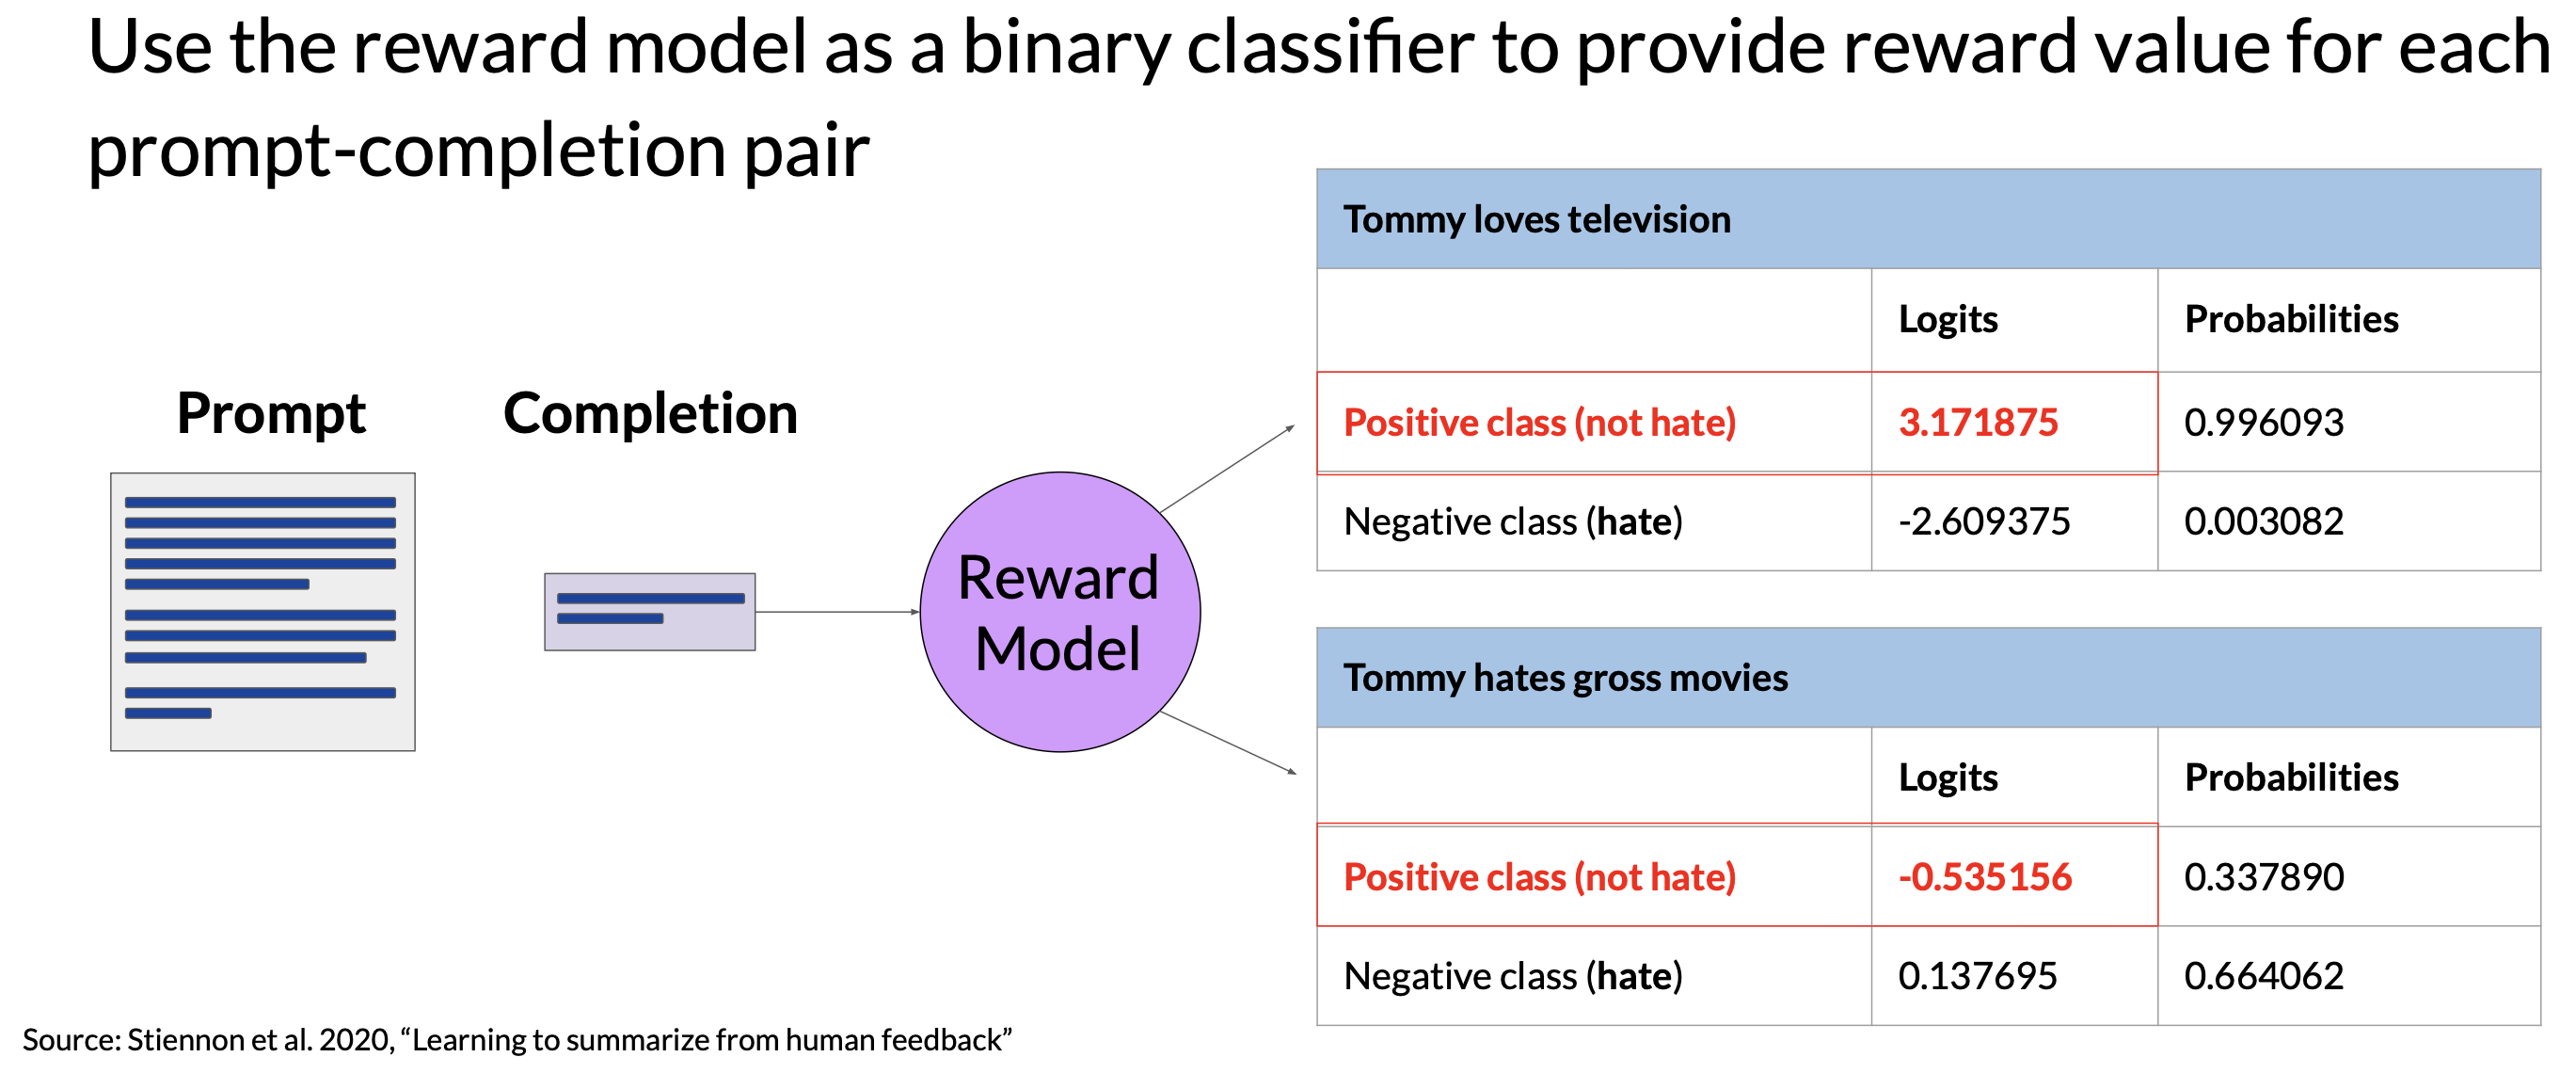 Use the reward model as a binary classifier to provide reward value for each
prompt-completion pair
Prompt
Completion
Reward
Model
Tommy loves television
Logits Probabilities
Positive class (not hate) 3.171875 0.996093
Negative class (hate) -2.609375 0.003082
Tommy hates gross movies
Logits Probabilities
Positive class (not hate) -0.535156 0.337890
Negative class (hate) 0.137695 0.664062
Source: Stiennon et al. 2020, “Learning to summarize from human feedback”